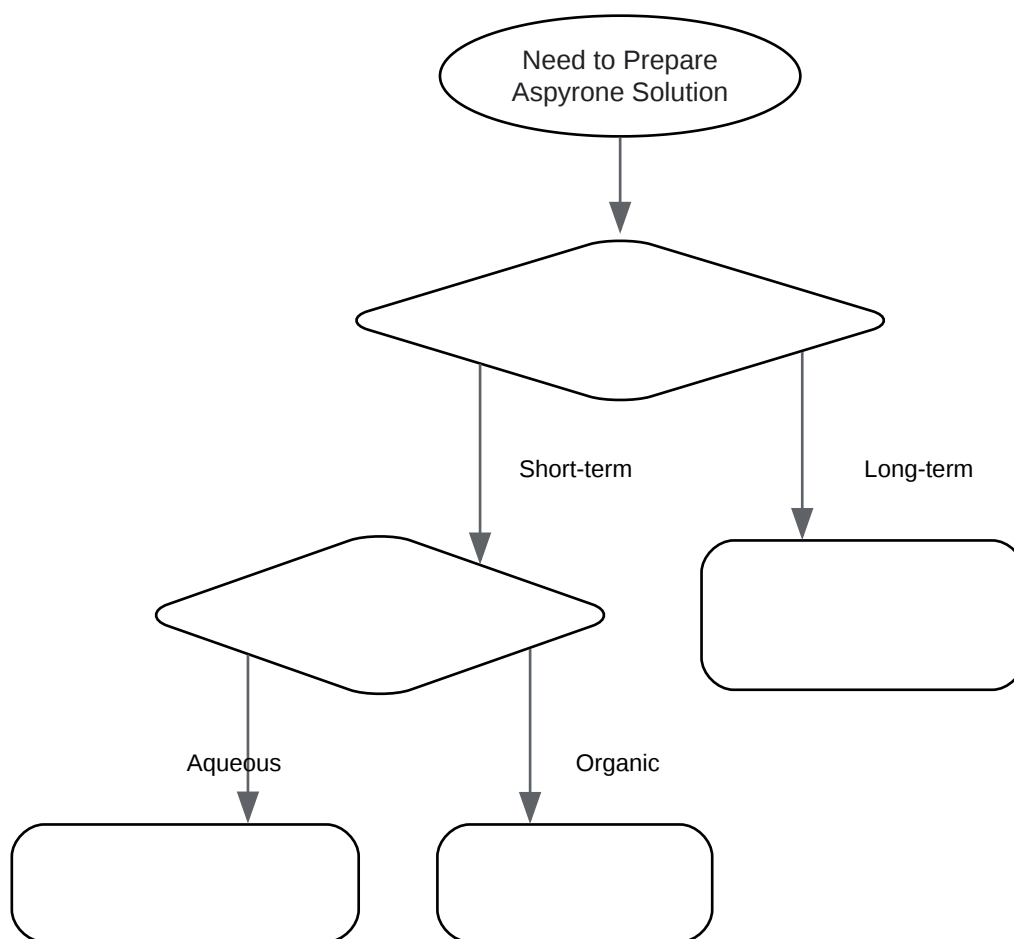 Need to Prepare
Aspyrone Solution
Short-term
Long-term
Aqueous
Organic